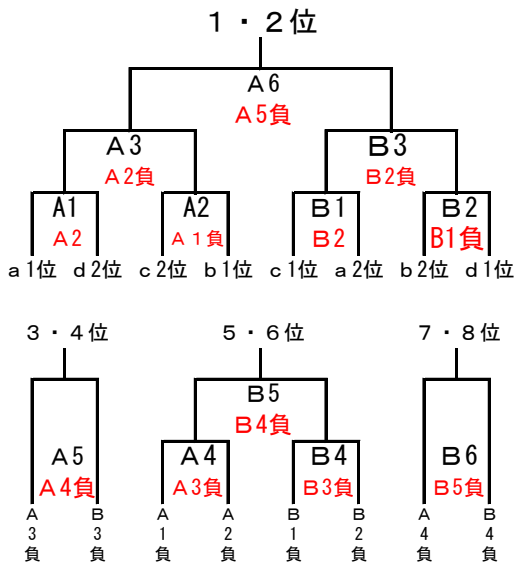 1・2位
A6
A5負
A3 B3
A2負 B2負
A1 A2 B1 B2
A2 A1負 B2 B1負
a1位 d2位 c2位 b1位 c1位 a2位 b2位 d1位
3・4位 5・6位 7・8位
B5
B4負
A5 A4 B4 B6
A4負 A3負 B3負 B5負
A3負 B3負 A1負 A2負 B1負 B2負 A4負 B4負